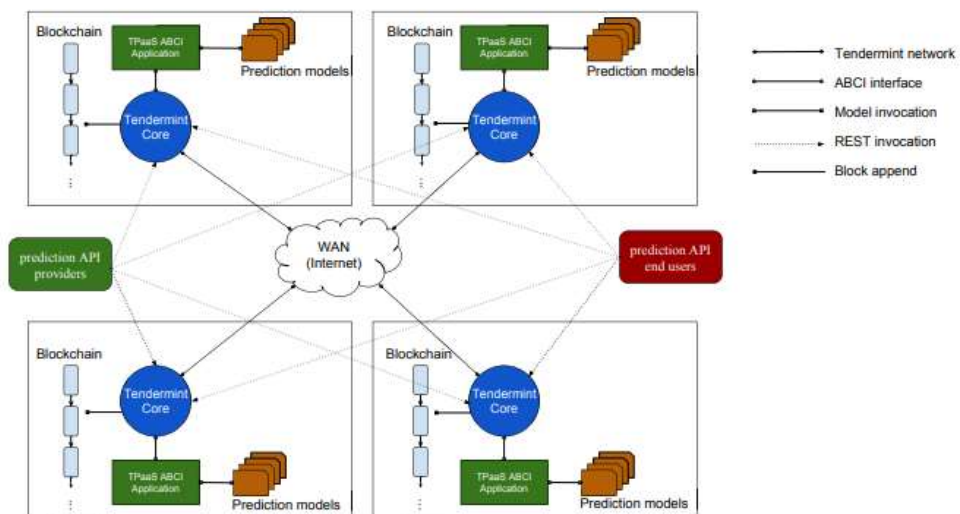 Blockchain
TPaaS ABCI
Application
Prediction models
Tendermint
Core
⋮
Blockchain
TPaaS ABCI
Application
Prediction models
Tendermint
Core
⋮
Tendermint network
ABCI interface
Model invocation
REST invocation
Block append
prediction API
providers
WAN
(Internet)
prediction API
end users
Blockchain
Tendermint
Core
TPaaS ABCI
Application
Prediction models
⋮
Blockchain
Tendermint
Core
TPaaS ABCI
Application
Prediction models
⋮